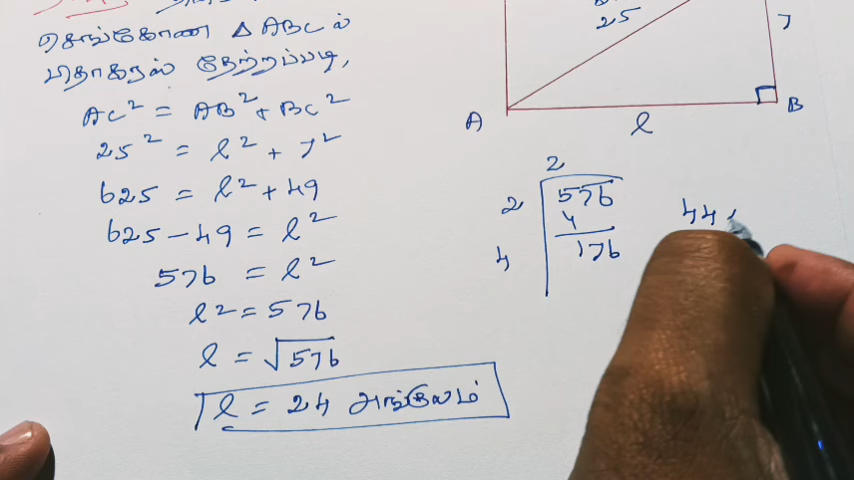 செங்கோண Δ ABC ல்
பிதாகரஸ் தேற்றப்படி,
AC² = AB² + BC²
25² = l² + 7²
625 = l² + 49
625 - 49 = l²
576 = l²
l² = 576
l = √576
l = 24 அங்குலம்
25
7
A
l
B
2
2 576
4
176
4
44